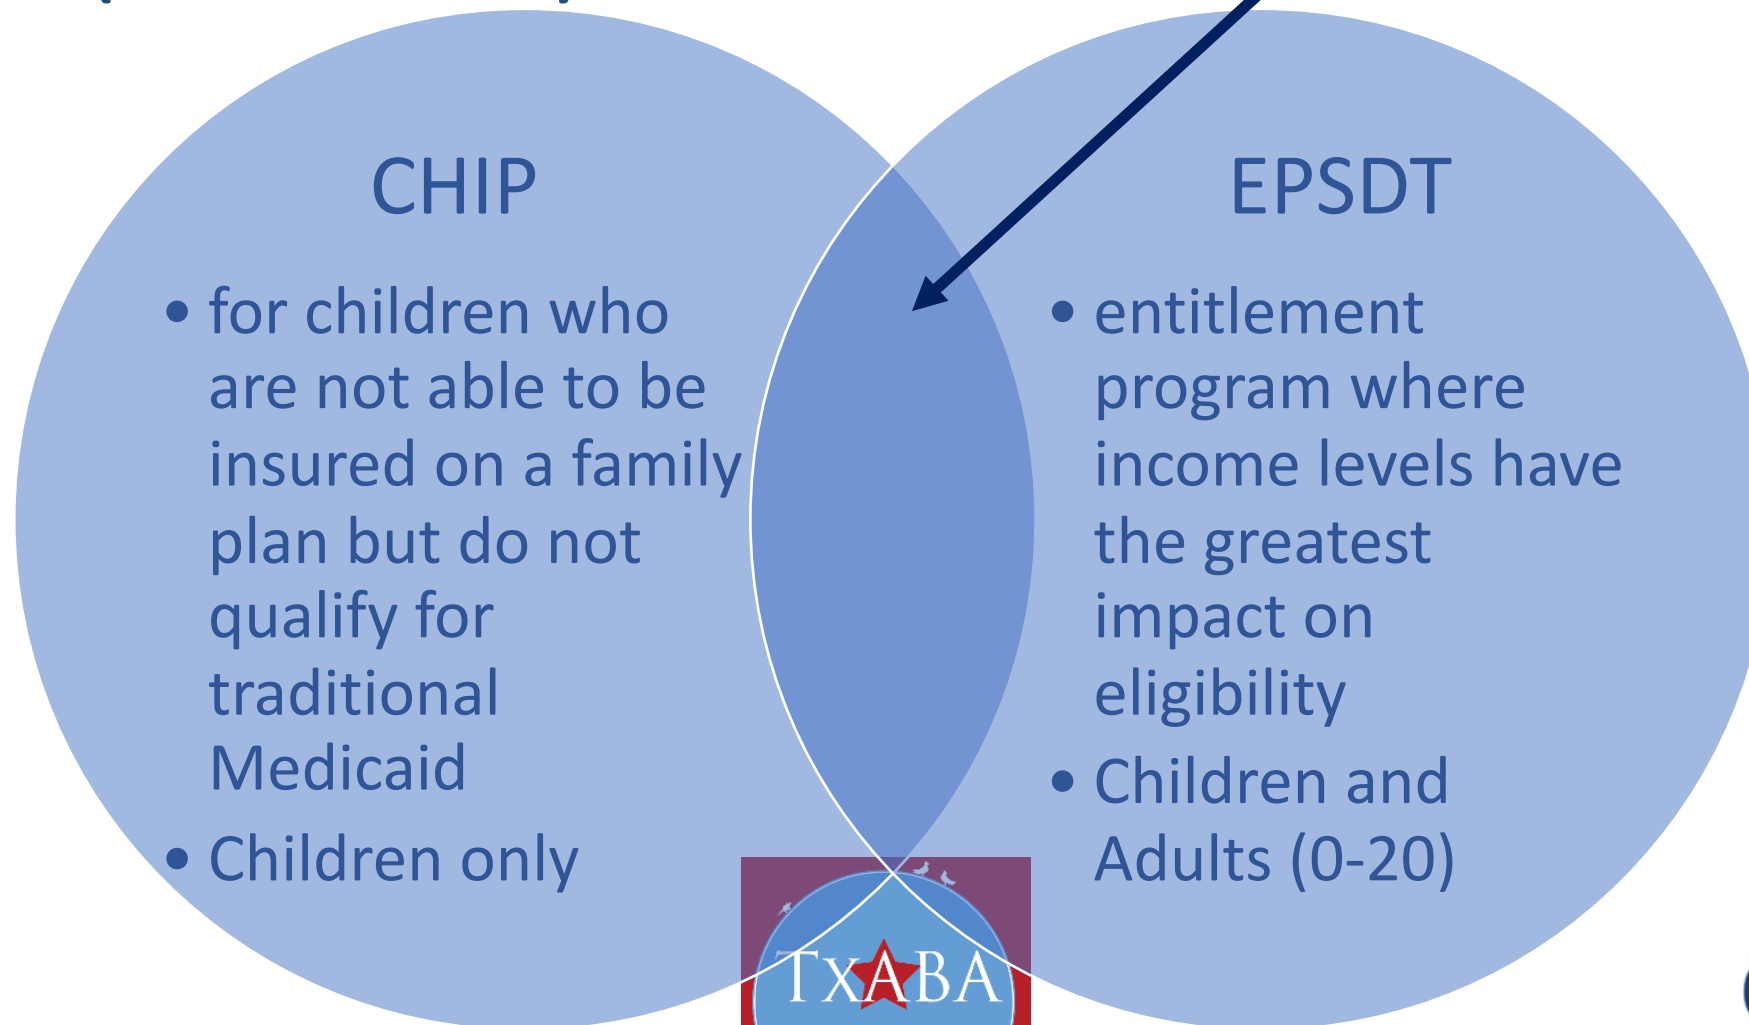 CHIP
• for children who
are not able to be
insured on a family
plan but do not
qualify for
traditional
Medicaid
• Children only
EPSDT
• entitlement
program where
income levels have
the greatest
impact on
eligibility
• Children and
Adults (0-20)
TXABA